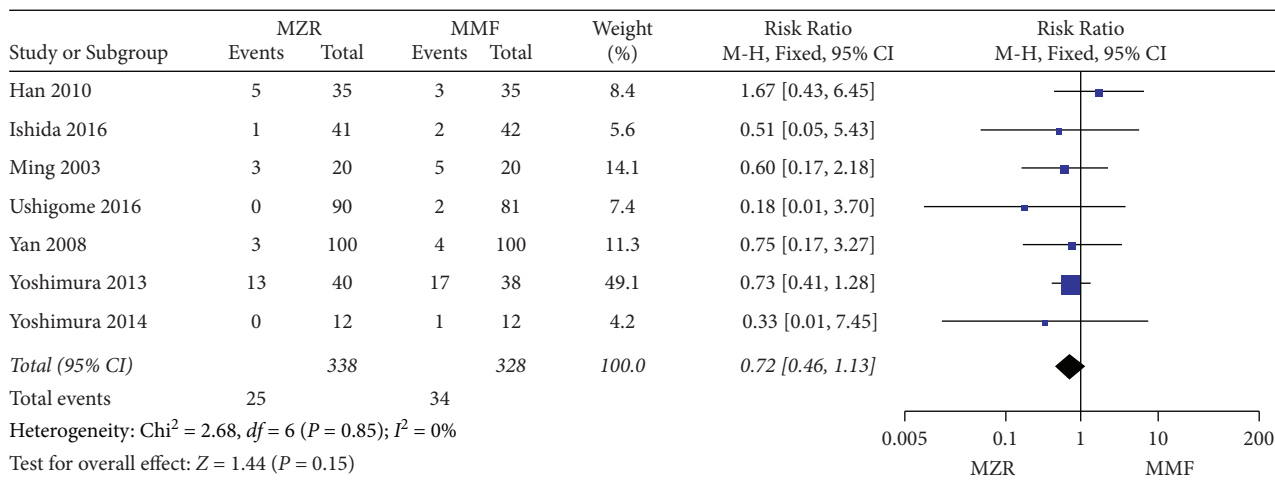 MZR MMF Weight Risk Ratio Risk Ratio
Study or Subgroup Events Total Events Total (%) M-H, Fixed, 95% CI M-H, Fixed, 95% CI
Han 2010 5 35 3 35 8.4 1.67 [0.43, 6.45]
Ishida 2016 1 41 2 42 5.6 0.51 [0.05, 5.43]
Ming 2003 3 20 5 20 14.1 0.60 [0.17, 2.18]
Ushigome 2016 0 90 2 81 7.4 0.18 [0.01, 3.70]
Yan 2008 3 100 4 100 11.3 0.75 [0.17, 3.27]
Yoshimura 2013 13 40 17 38 49.1 0.73 [0.41, 1.28]
Yoshimura 2014 0 12 1 12 4.2 0.33 [0.01, 7.45]
Total (95% CI) 338 328 100.0 0.72 [0.46, 1.13]
Total events 25 34
Heterogeneity: Chi² = 2.68, df = 6 (P = 0.85); I² = 0%
Test for overall effect: Z = 1.44 (P = 0.15)
0.005 0.1 1 10 200
MZR MMF